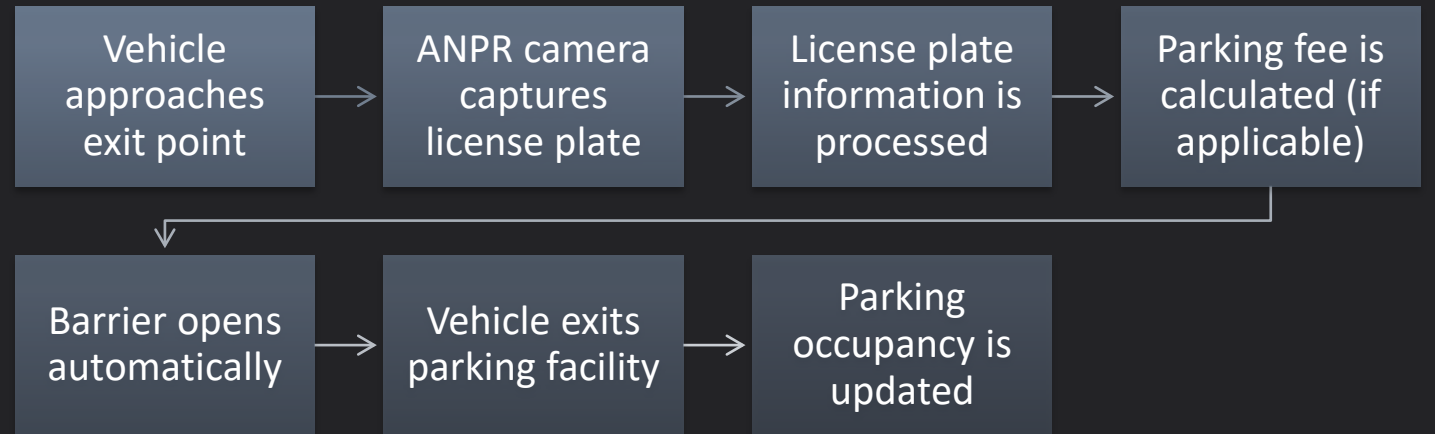 Vehicle
approaches
exit point
ANPR camera
captures
license plate
License plate
information is
processed
Parking fee is
calculated (if
applicable)
Barrier opens
automatically
Vehicle exits
parking facility
Parking
occupancy is
updated